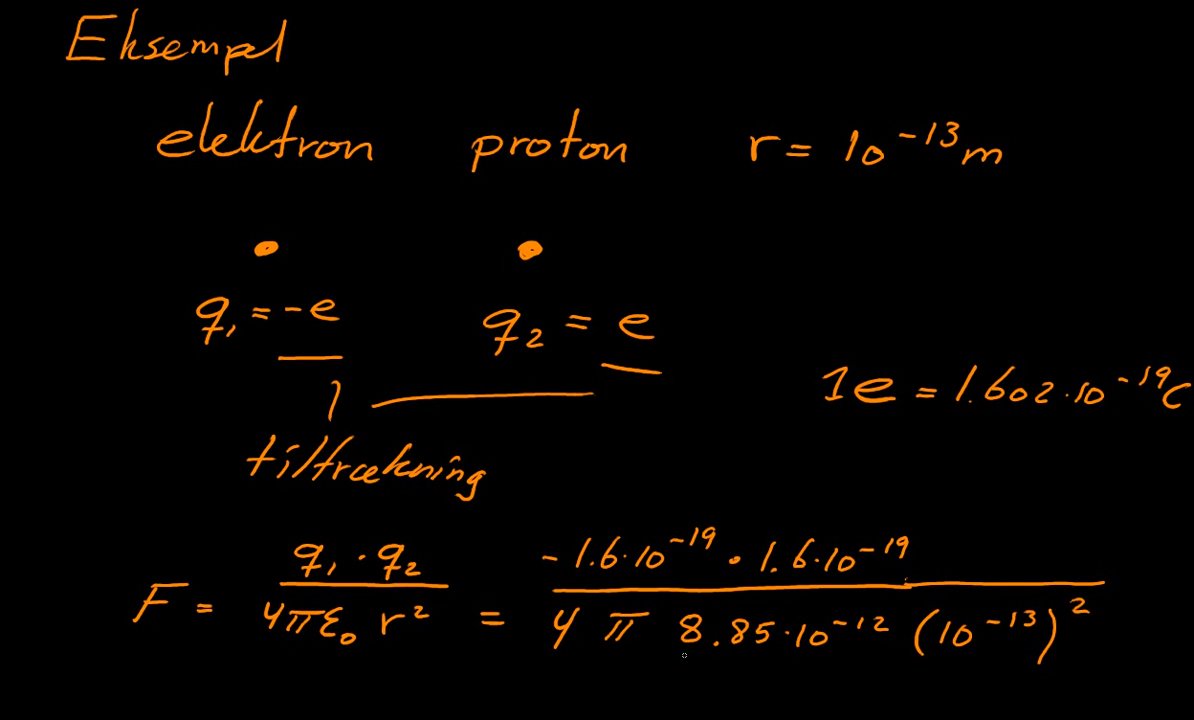 Eksempel
elektron proton r = 10^-13 m
q1 = -e q2 = e
1e = 1.602·10^-19 C
tiltrækning
F = q1 · q2 / 4πε0 r^2 = -1.6·10^-19 · 1.6·10^-19 / 4 π 8.85·10^-12 (10^-13)^2